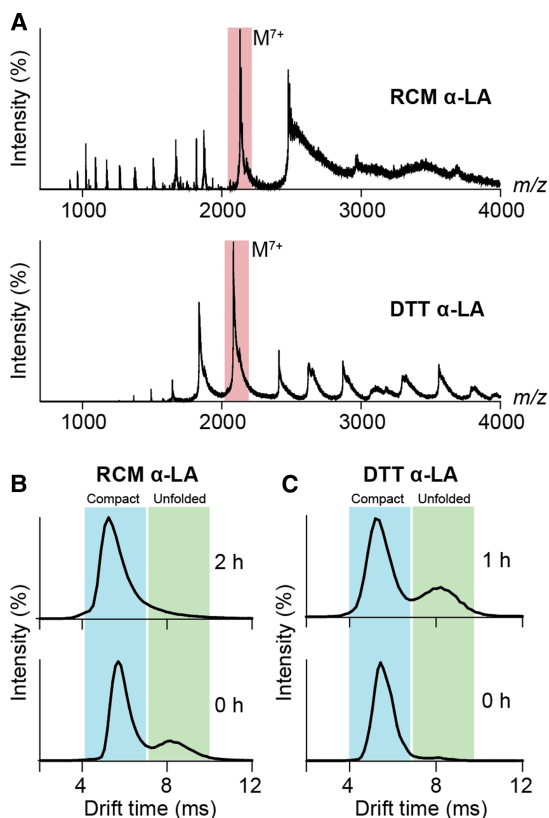 A
Intensity (%)
M7+
RCM α-LA
1000 2000 3000 4000 m/z
Intensity (%)
M7+
DTT α-LA
1000 2000 3000 4000 m/z
B RCM α-LA
Compact Unfolded
2 h
0 h
Intensity (%)
4 8 12
Drift time (ms)
C DTT α-LA
Compact Unfolded
1 h
0 h
Intensity (%)
4 8 12
Drift time (ms)